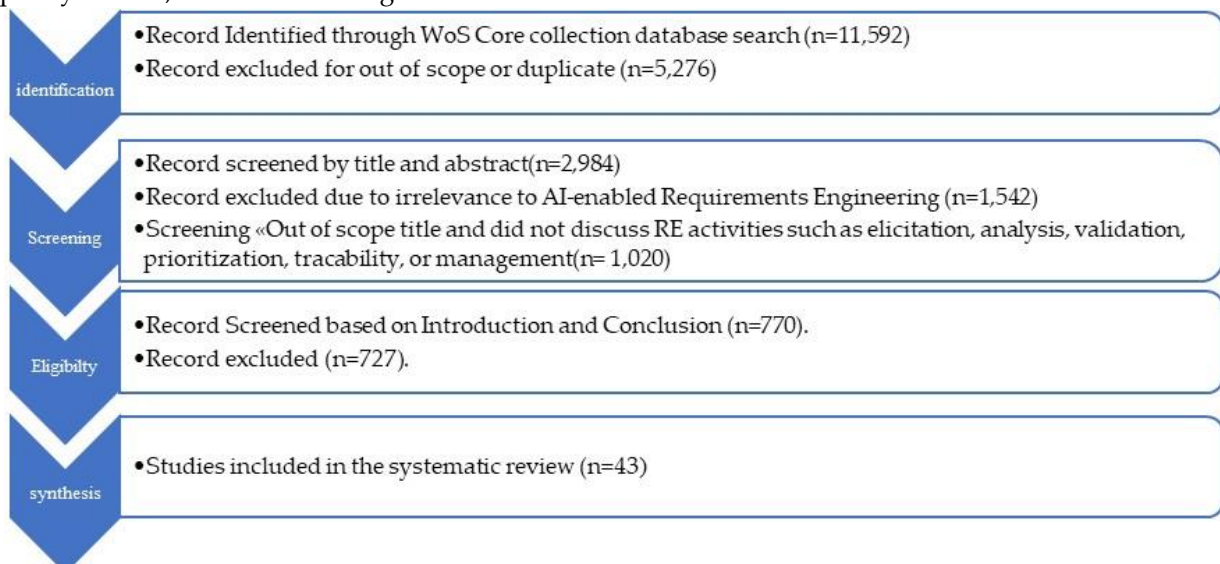 identification
•Record Identified through WoS Core collection database search (n=11,592)
•Record excluded for out of scope or duplicate (n=5,276)
Screening
•Record screened by title and abstract(n=2,984)
•Record excluded due to irrelevance to AI-enabled Requirements Engineering (n=1,542)
•Screening «Out of scope title and did not discuss RE activities such as elicitation, analysis, validation,
prioritization, tracability, or management(n= 1,020)
Eligibilty
•Record Screened based on Introduction and Conclusion (n=770).
•Record excluded (n=727).
synthesis
•Studies included in the systematic review (n=43)